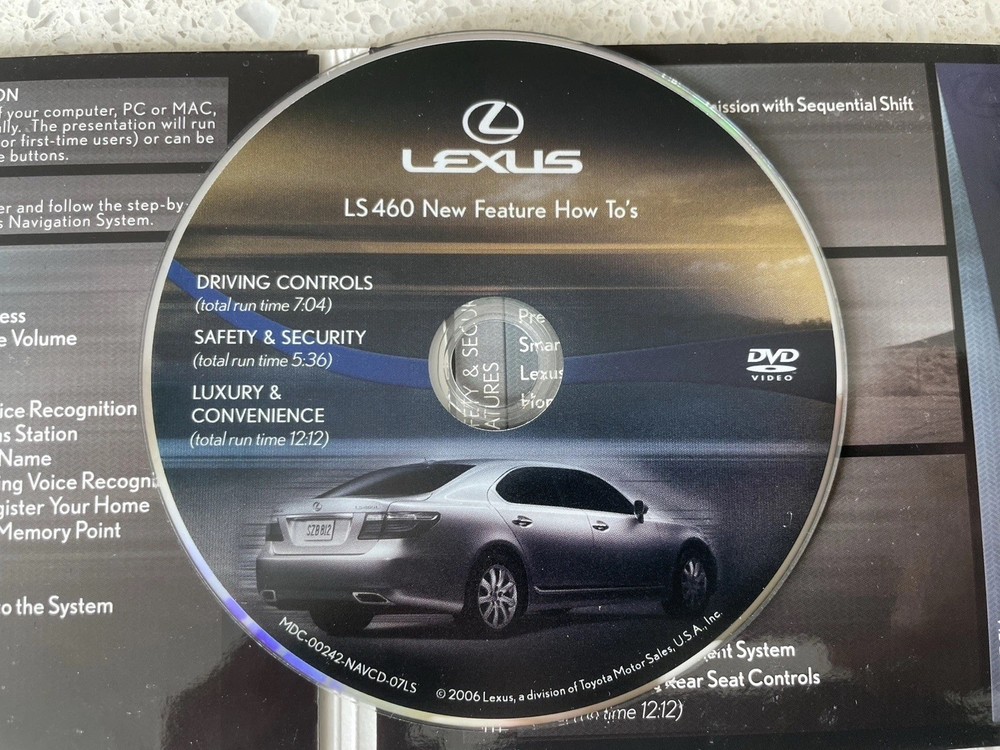 ON
f your computer, PC or MAC,
lly. The presentation will run
or first-time users) or can be
e buttons.
er and follow the step-by-
s Navigation System.
ess
e Volume
ice Recognition
s Station
Name
ing Voice Recogni
gister Your Home
Memory Point
o the System
LEXUS
LS 460 New Feature How To's
DRIVING CONTROLS
(total run time 7:04)
SAFETY & SECURITY
(total run time 5:36)
LUXURY &
CONVENIENCE
(total run time 12:12)
DVD
VIDEO
Pre
Smar
Lexus
SZB 812
MDC-00242-NAVCD-07LS
© 2006 Lexus, a division of Toyota Motor Sales, U.S.A., Inc.
ission with Sequential Shift
ent System
Rear Seat Controls
time 12:12)